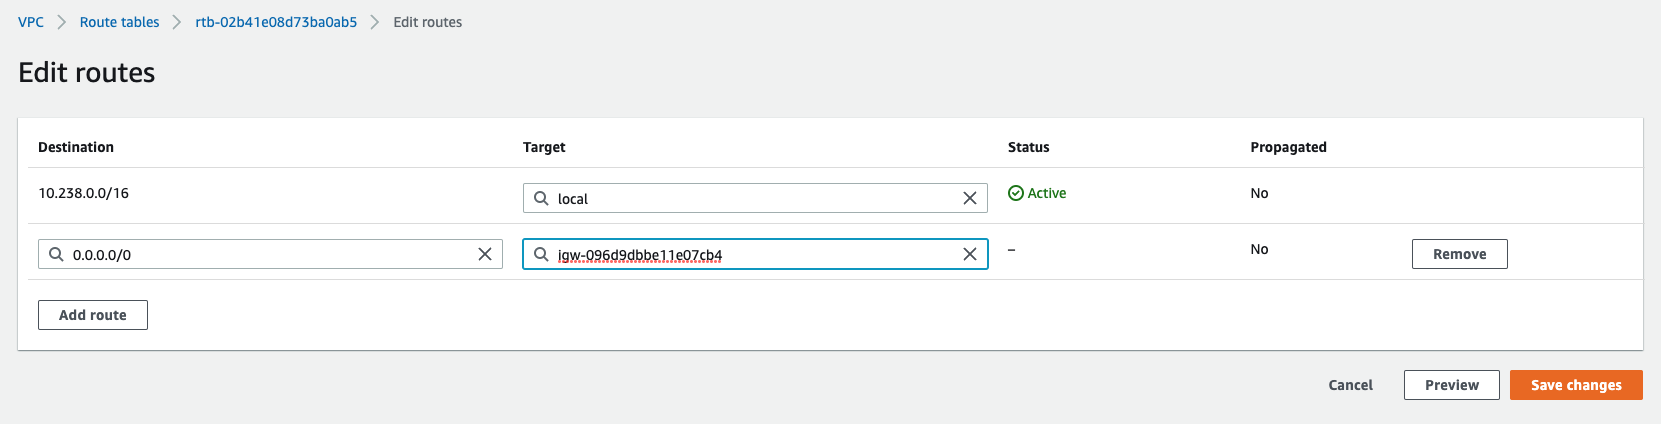 VPC > Route tables > rtb-02b41e08d73ba0ab5 > Edit routes
Edit routes
Destination Target Status Propagated
10.238.0.0/16 local Active No
0.0.0.0/0 igw-096d9dbbe11e07cb4 – No Remove
Add route
Cancel Preview Save changes